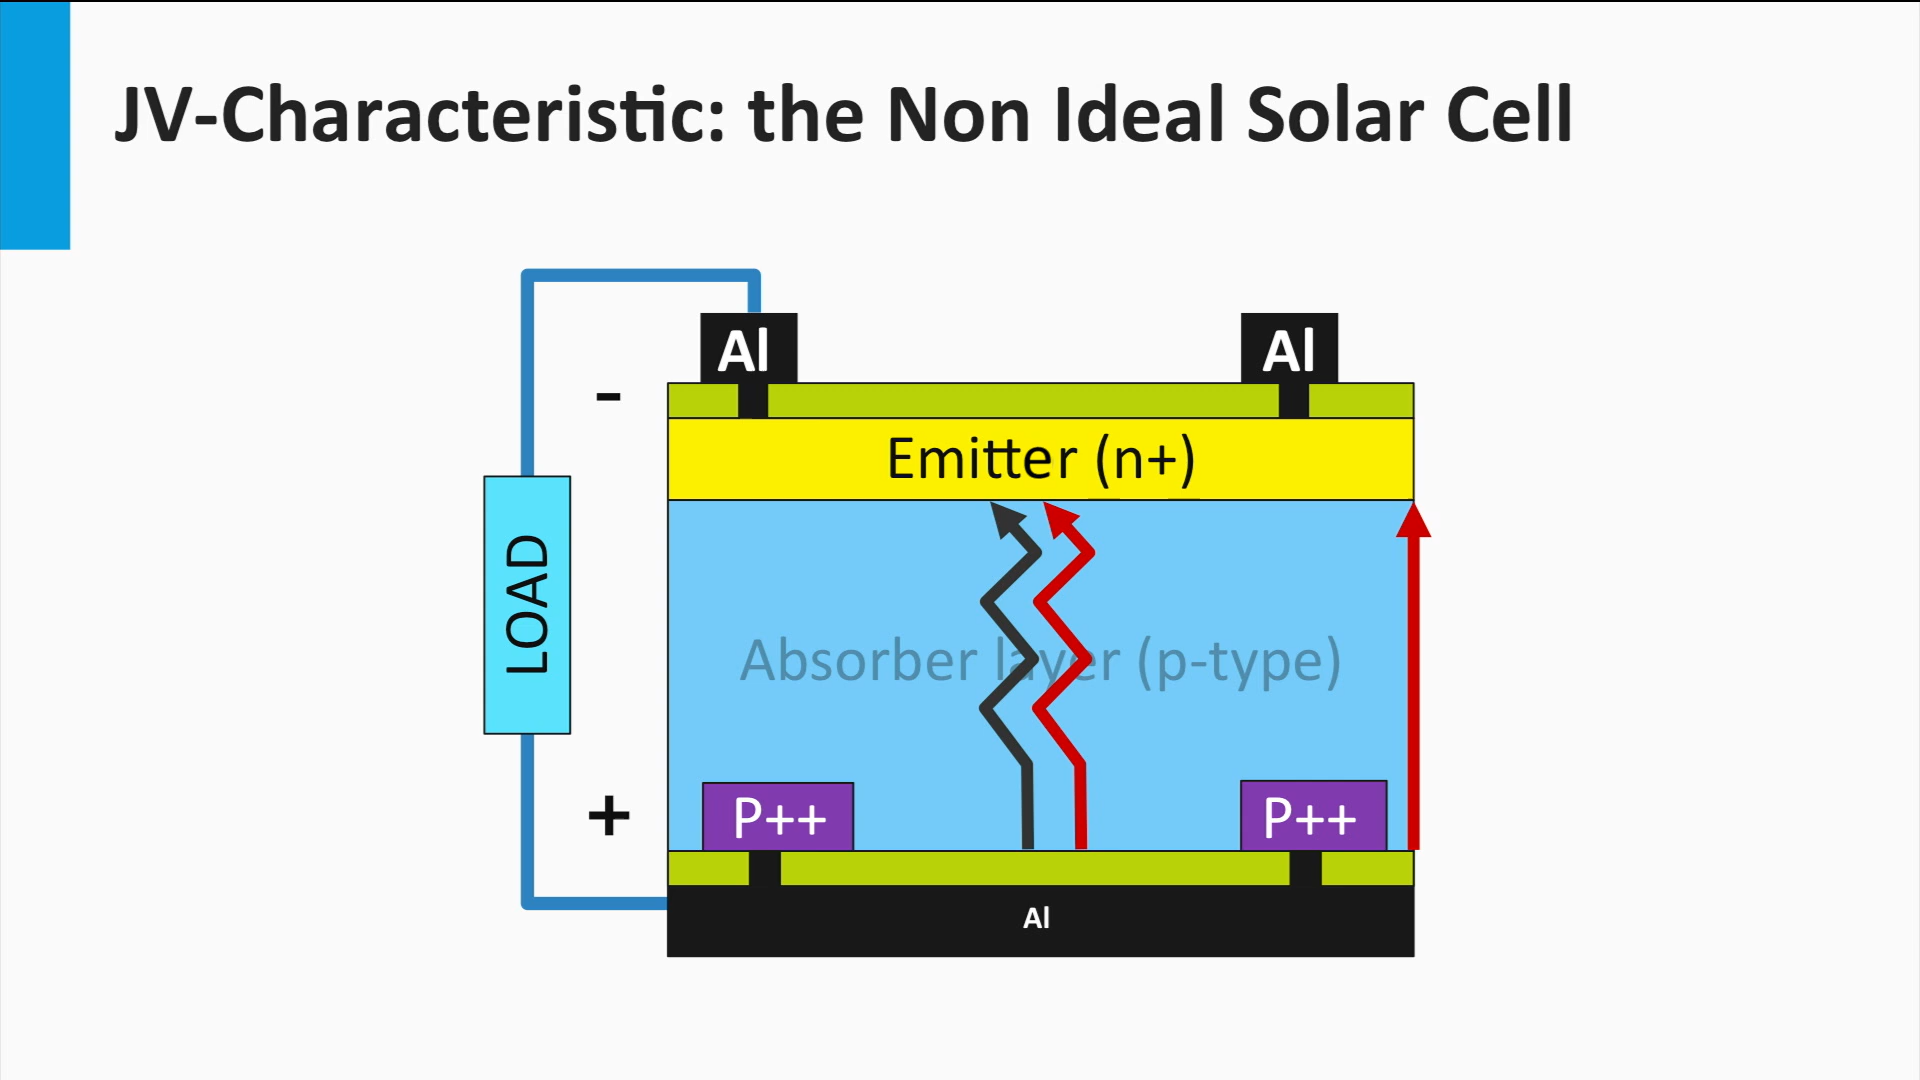 JV-Characteristic: the Non Ideal Solar Cell
Al
Al
-
Emitter (n+)
LOAD
Absorber layer (p-type)
+
P++
P++
Al